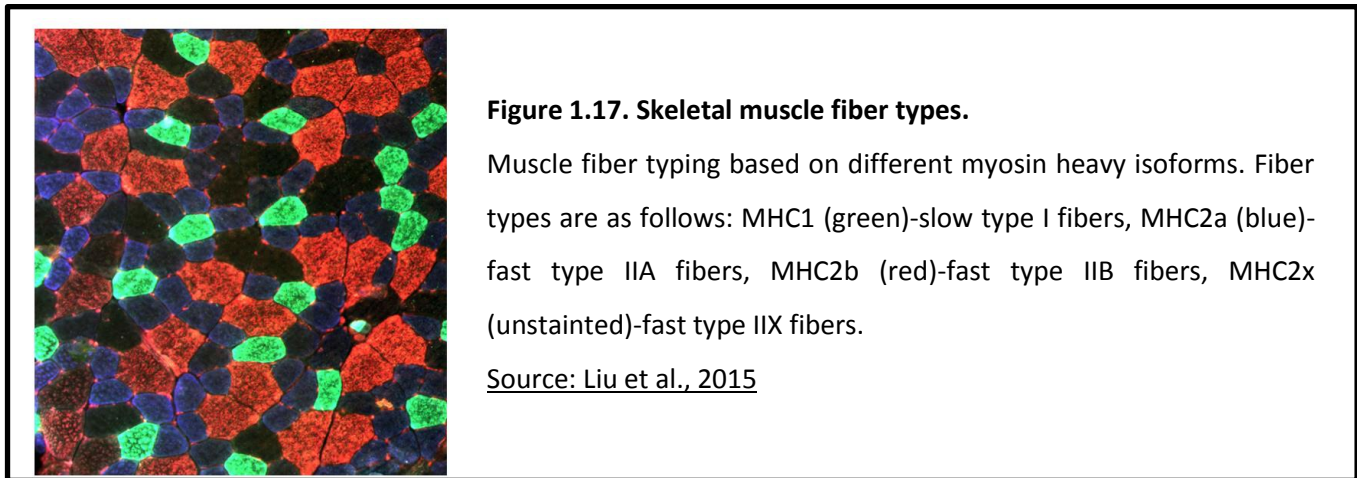 Figure 1.17. Skeletal muscle fiber types.
Muscle fiber typing based on different myosin heavy isoforms. Fiber
types are as follows: MHC1 (green)-slow type I fibers, MHC2a (blue)-
fast type IIA fibers, MHC2b (red)-fast type IIB fibers, MHC2x
(unstainted)-fast type IIX fibers.
Source: Liu et al., 2015